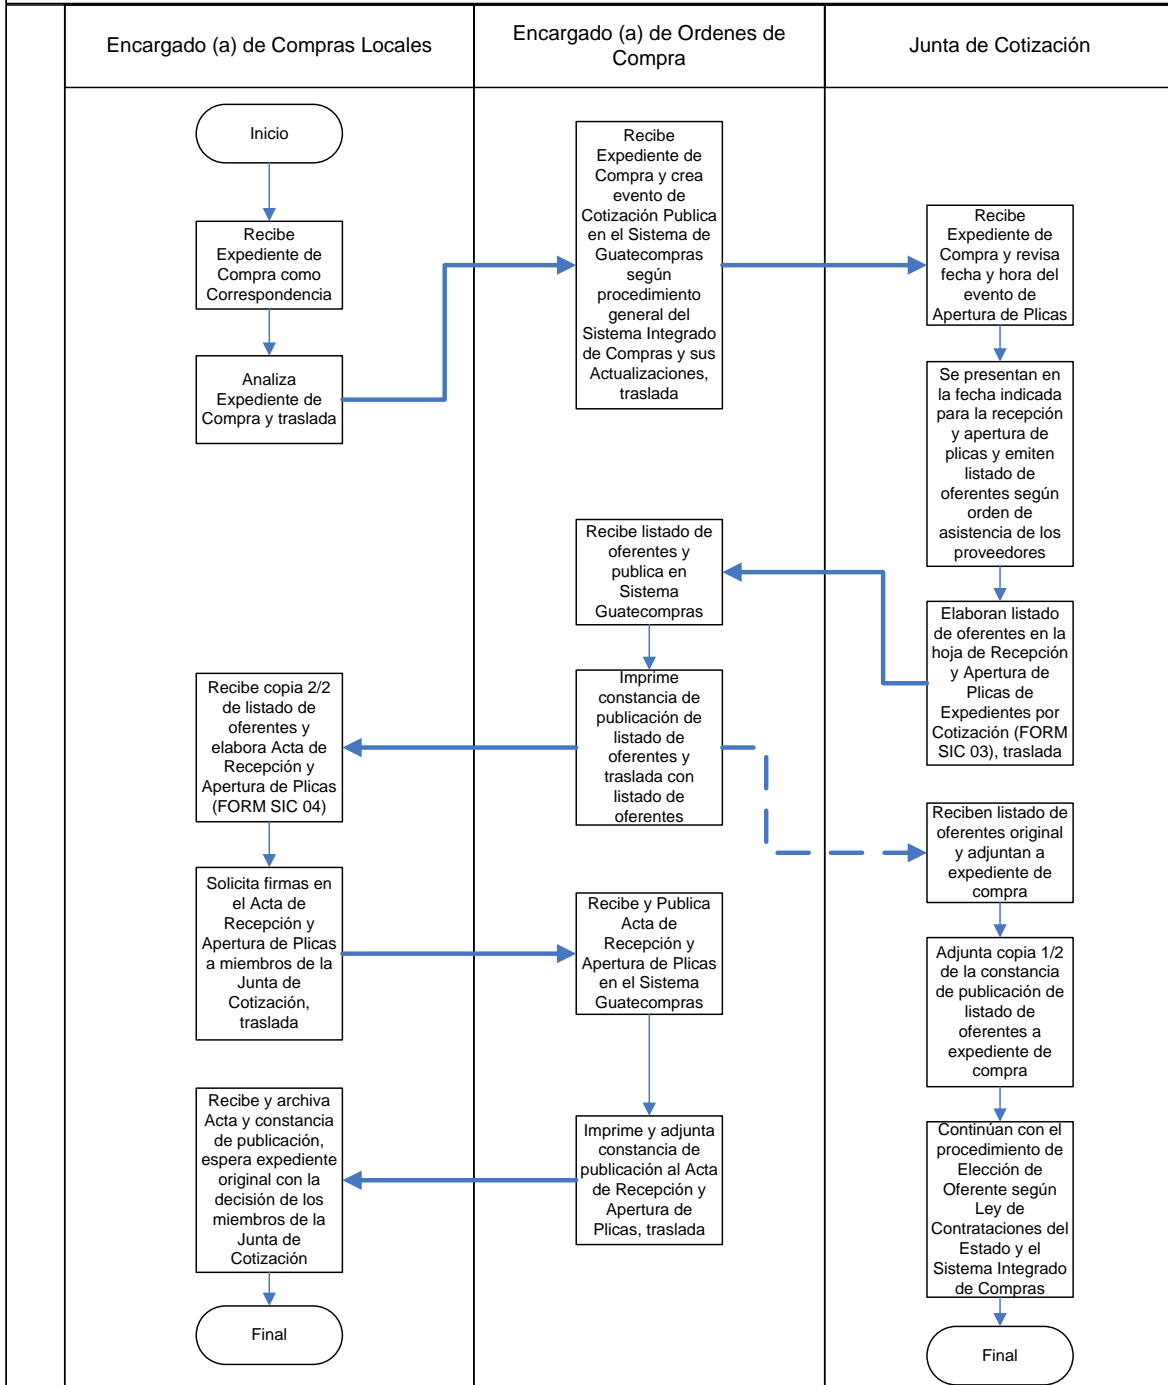 Encargado (a) de Compras Locales
Encargado (a) de Ordenes de
Compra
Junta de Cotización
Inicio
Recibe
Expediente de
Compra como
Correspondencia
Analiza
Expediente de
Compra y traslada
Recibe
Expediente de
Compra y crea
evento de
Cotización Publica
en el Sistema de
Guatecompras
según
procedimiento
general del
Sistema Integrado
de Compras y sus
Actualizaciones,
traslada
Recibe
Expediente de
Compra y revisa
fecha y hora del
evento de
Apertura de Plicas
Se presentan en
la fecha indicada
para la recepción
y apertura de
plicas y emiten
listado de
oferentes según
orden de
asistencia de los
proveedores
Elaboran listado
de oferentes en la
hoja de Recepción
y Apertura de
Plicas de
Expedientes por
Cotización (FORM
SIC 03), traslada
Recibe listado de
oferentes y
publica en
Sistema
Guatecompras
Imprime
constancia de
publicación de
listado de
oferentes y
traslada con
listado de
oferentes
Recibe copia 2/2
de listado de
oferentes y
elabora Acta de
Recepción y
Apertura de Plicas
(FORM SIC 04)
Solicita firmas en
el Acta de
Recepción y
Apertura de Plicas
a miembros de la
Junta de
Cotización,
traslada
Reciben listado de
oferentes original
y adjuntan a
expediente de
compra
Adjunta copia 1/2
de la constancia
de publicación de
listado de
oferentes a
expediente de
compra
Recibe y Publica
Acta de
Recepción y
Apertura de Plicas
en el Sistema
Guatecompras
Imprime y adjunta
constancia de
publicación al Acta
de Recepción y
Apertura de
Plicas, traslada
Recibe y archiva
Acta y constancia
de publicación,
espera expediente
original con la
decisión de los
miembros de la
Junta de
Cotización
Continúan con el
procedimiento de
Elección de
Oferente según
Ley de
Contrataciones del
Estado y el
Sistema Integrado
de Compras
Final
Final